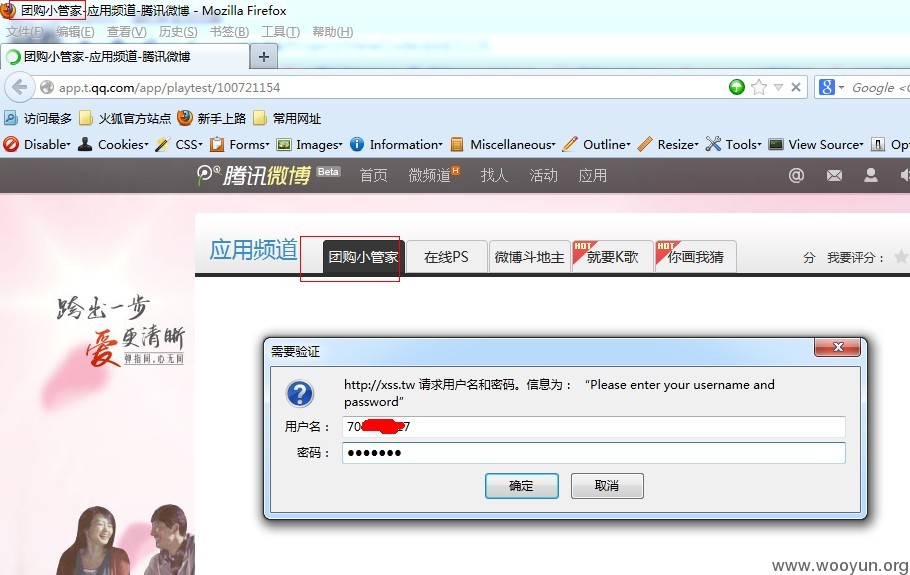 团购小管家-应用频道-腾讯微博 - Mozilla Firefox
文件(F) 编辑(E) 查看(V) 历史(S) 书签(B) 工具(T) 帮助(H)
团购小管家-应用频道-腾讯微博 +
app.t.qq.com/app/playtest/100721154 Google <C
访问最多 火狐官方站点 新手上路 常用网址
Disable Cookies CSS Forms Images Information Miscellaneous Outline Resize Tools View Source Op
腾讯微博 Beta 首页 微频道 H 找人 活动 应用 @
应用频道 团购小管家 在线PS 微博斗地主 HOT 就要K歌 HOT 你画我猜 分 我要评分：
跨出一步
爱更清晰
弹指间,心无间
需要验证
http://xss.tw 请求用户名和密码。信息为： “Please enter your username and
password”
用户名： 70 7
密码： ●●●●●●●
确定 取消
www.wooyun.org